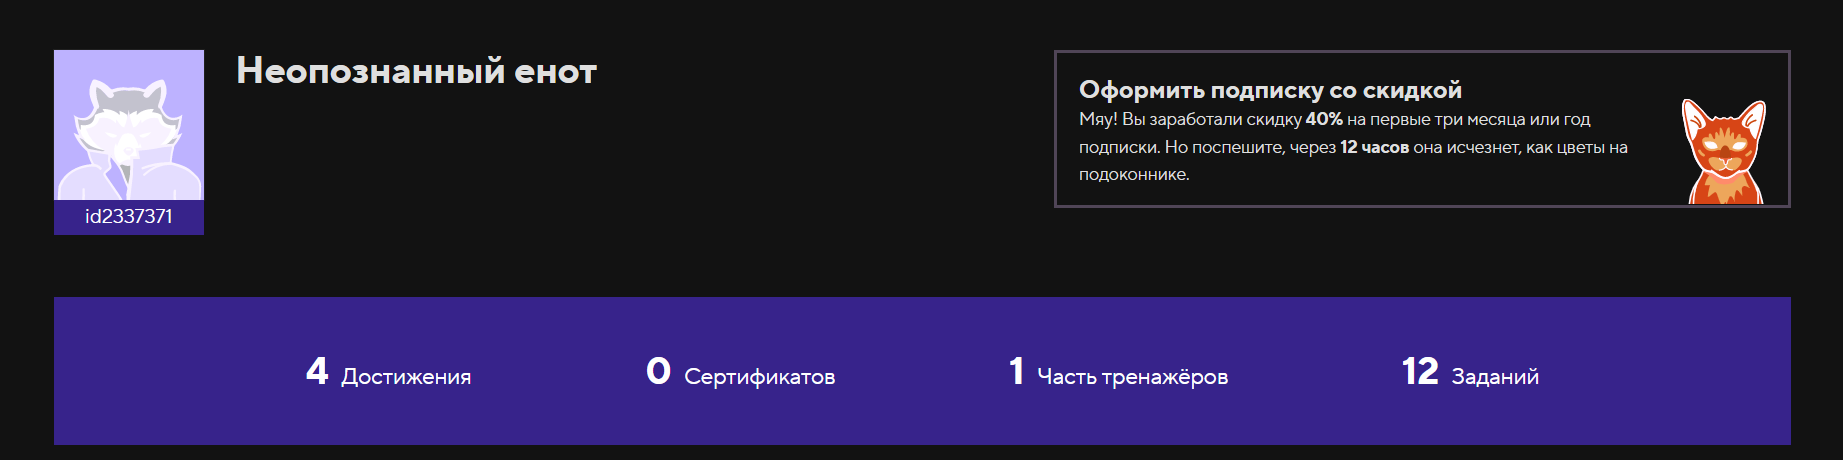 Неопознанный енот
id2337371
Оформить подписку со скидкой
Мяу! Вы заработали скидку 40% на первые три месяца или год
подписки. Но поспешите, через 12 часов она исчезнет, как цветы на
подоконнике.
4 Достижения
0 Сертификатов
1 Часть тренажёров
12 Заданий